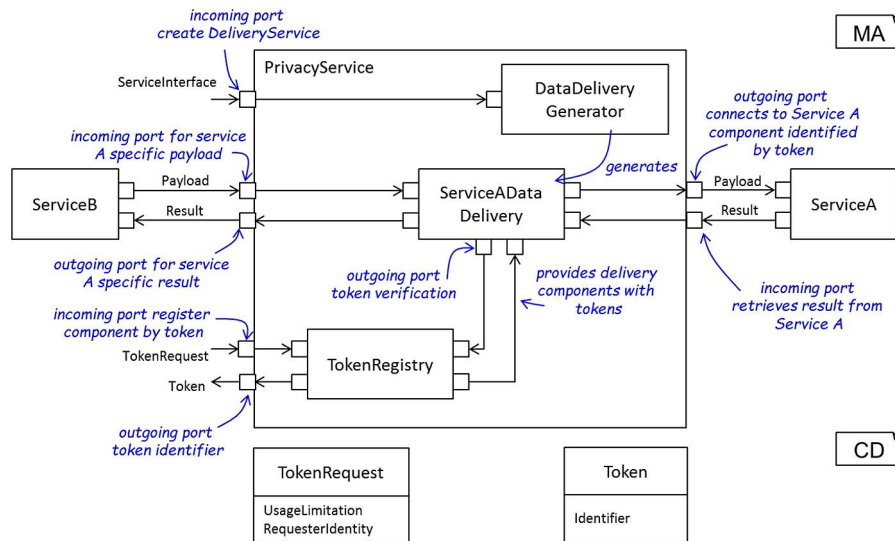 incoming port
create DeliveryService
MA
PrivacyService
ServiceInterface
DataDelivery
Generator
outgoing port
connects to Service A
component identified
by token
incoming port for service
A specific payload
generates
Payload
Payload
ServiceB
ServiceAData
Delivery
ServiceA
Result
Result
outgoing port for service
A specific result
outgoing port
token verification
provides delivery
components with
tokens
incoming port
retrieves result from
Service A
incoming port register
component by token
TokenRequest
TokenRegistry
Token
outgoing port
token identifier
CD
TokenRequest
UsageLimitation
RequesterIdentity
Token
Identifier